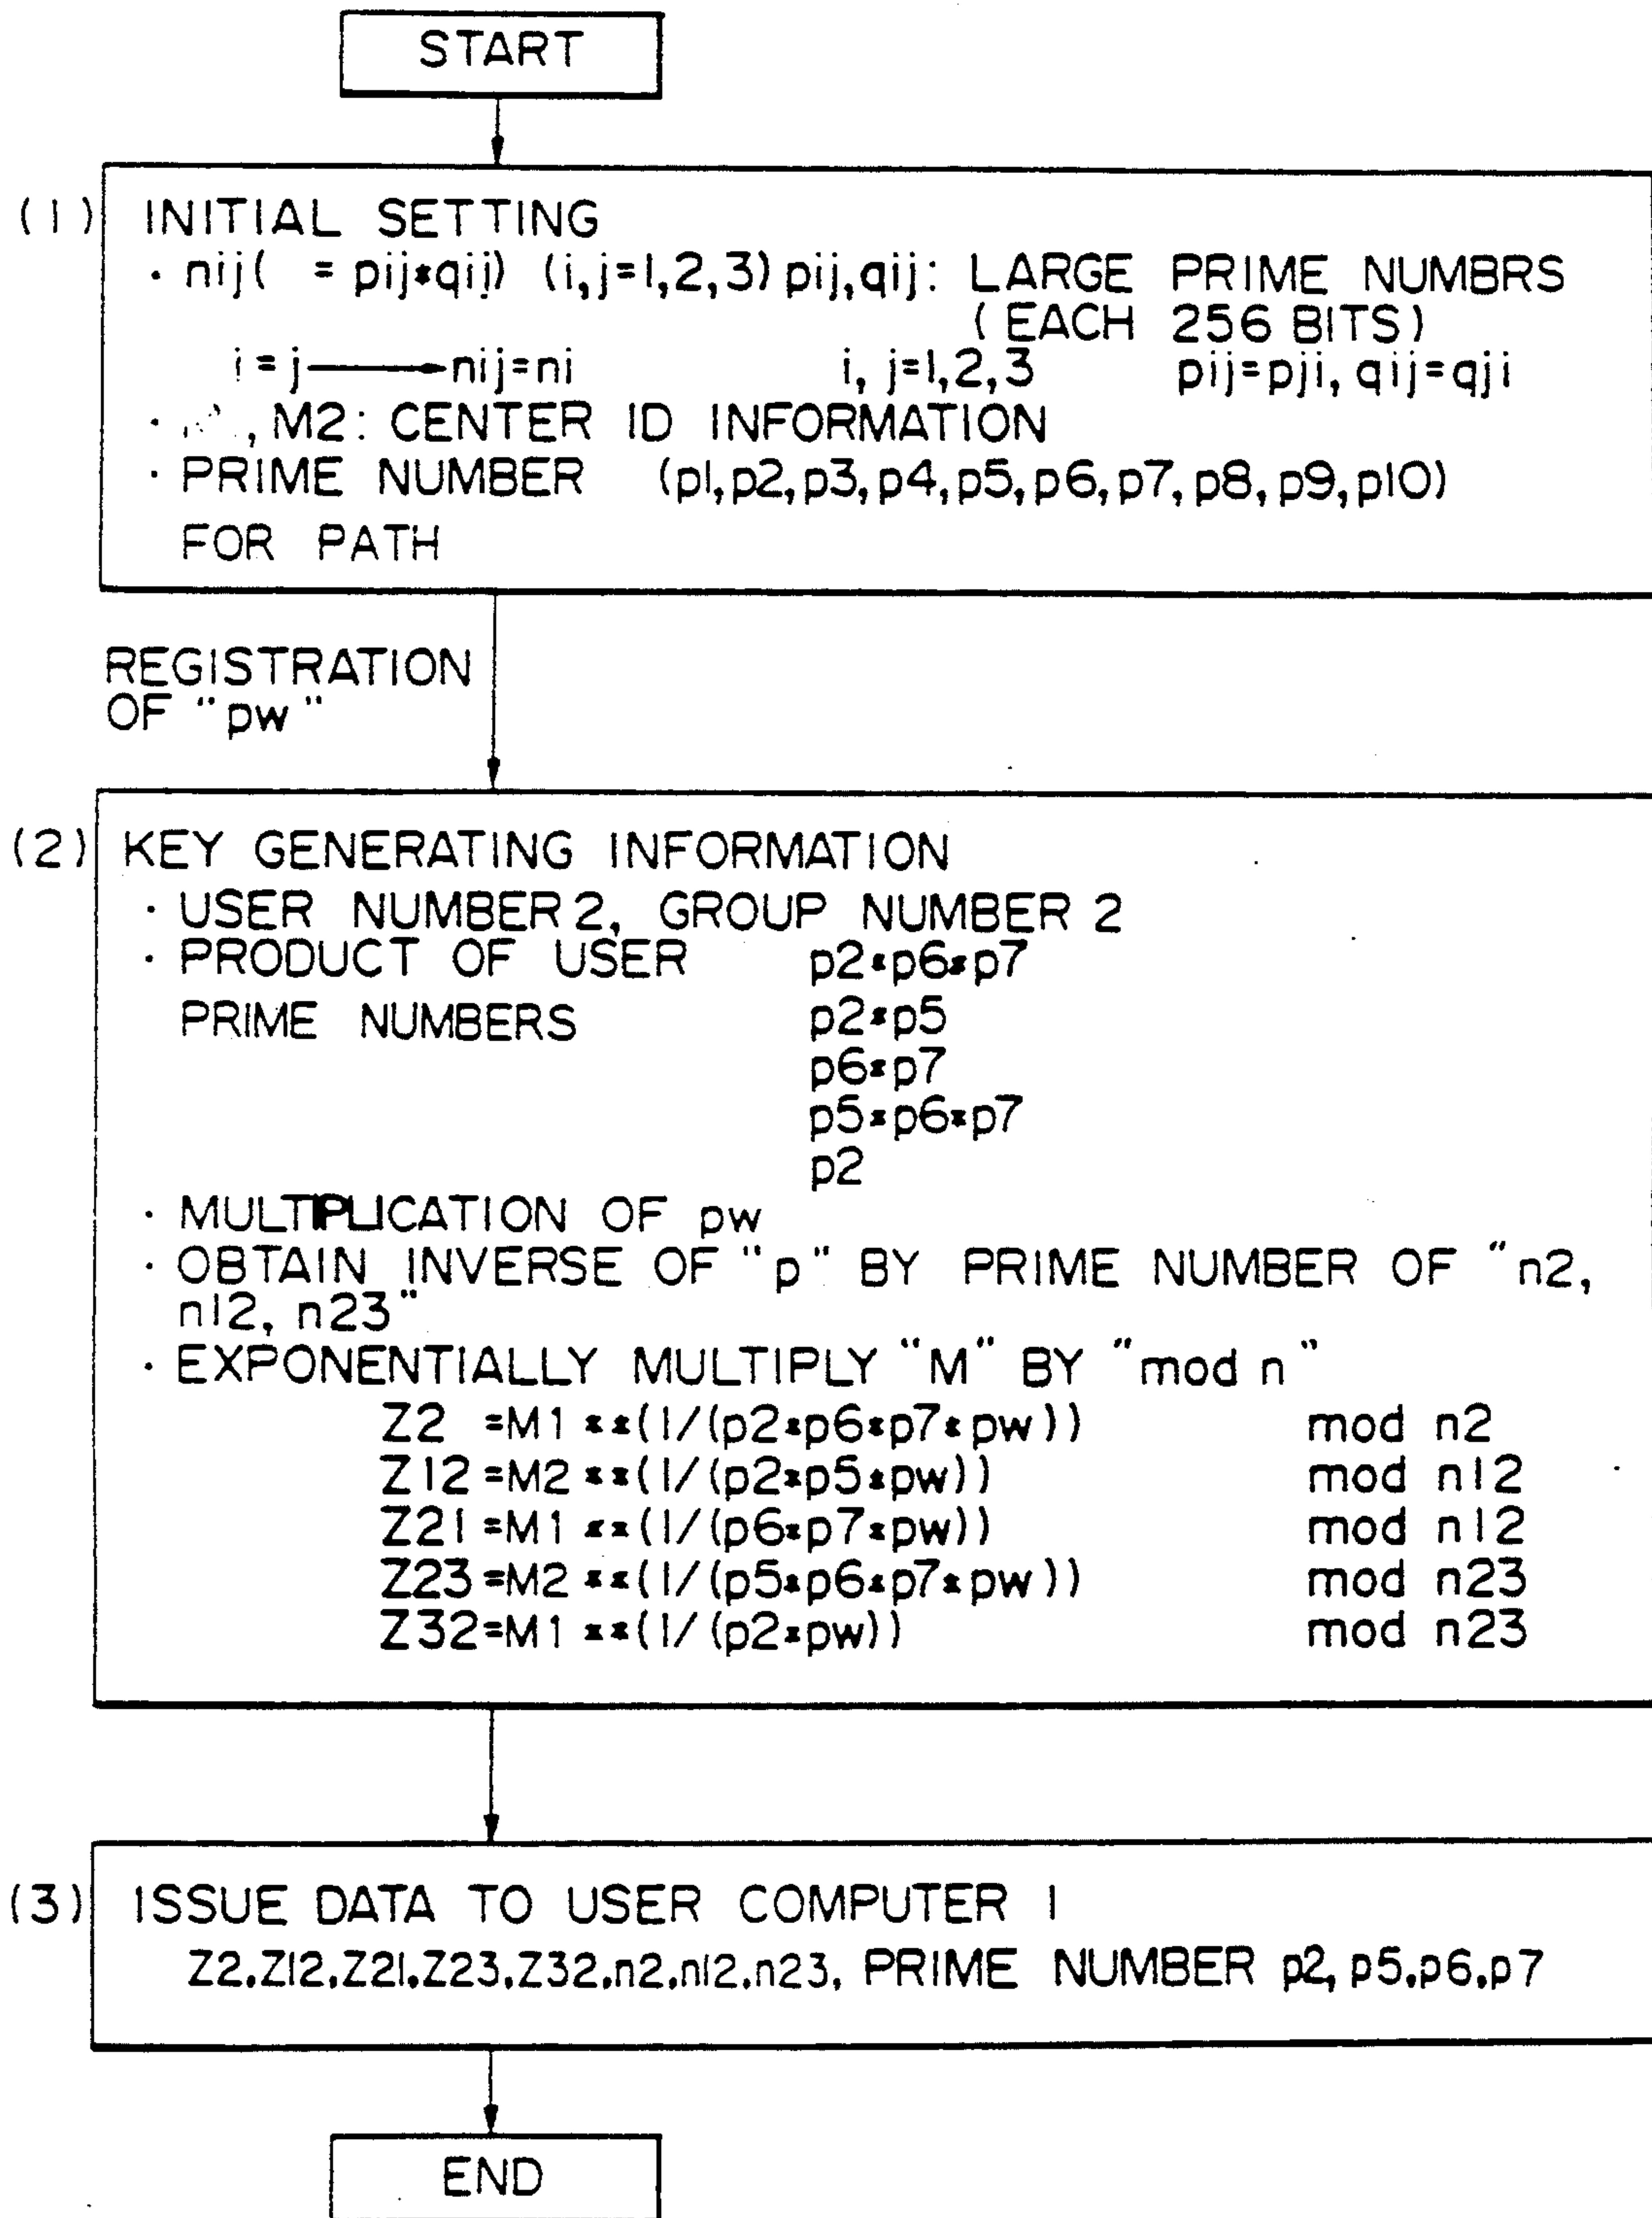 START
(1) INITIAL SETTING
· nij( = pij*qij) (i,j=1,2,3) pij,qij: LARGE PRIME NUMBRS
(EACH 256 BITS)
i = j → nij=ni i, j=1,2,3 pij=pji, qij=qji
· , M2: CENTER ID INFORMATION
· PRIME NUMBER (p1,p2,p3,p4,p5,p6,p7,p8,p9,p10)
FOR PATH
REGISTRATION
OF "pw"
(2) KEY GENERATING INFORMATION
· USER NUMBER 2, GROUP NUMBER 2
· PRODUCT OF USER p2*p6*p7
PRIME NUMBERS p2*p5
p6*p7
p5*p6*p7
p2
· MULTIPLICATION OF pw
· OBTAIN INVERSE OF "p" BY PRIME NUMBER OF "n2,
n12, n23"
· EXPONENTIALLY MULTIPLY "M" BY "mod n"
Z2 =M1 **(1/(p2*p6*p7*pw)) mod n2
Z12=M2 **(1/(p2*p5*pw)) mod n12
Z21=M1 **(1/(p6*p7*pw)) mod n12
Z23=M2 **(1/(p5*p6*p7*pw)) mod n23
Z32=M1 **(1/(p2*pw)) mod n23
(3) ISSUE DATA TO USER COMPUTER 1
Z2,Z12,Z21,Z23,Z32,n2,n12,n23, PRIME NUMBER p2, p5,p6,p7
END